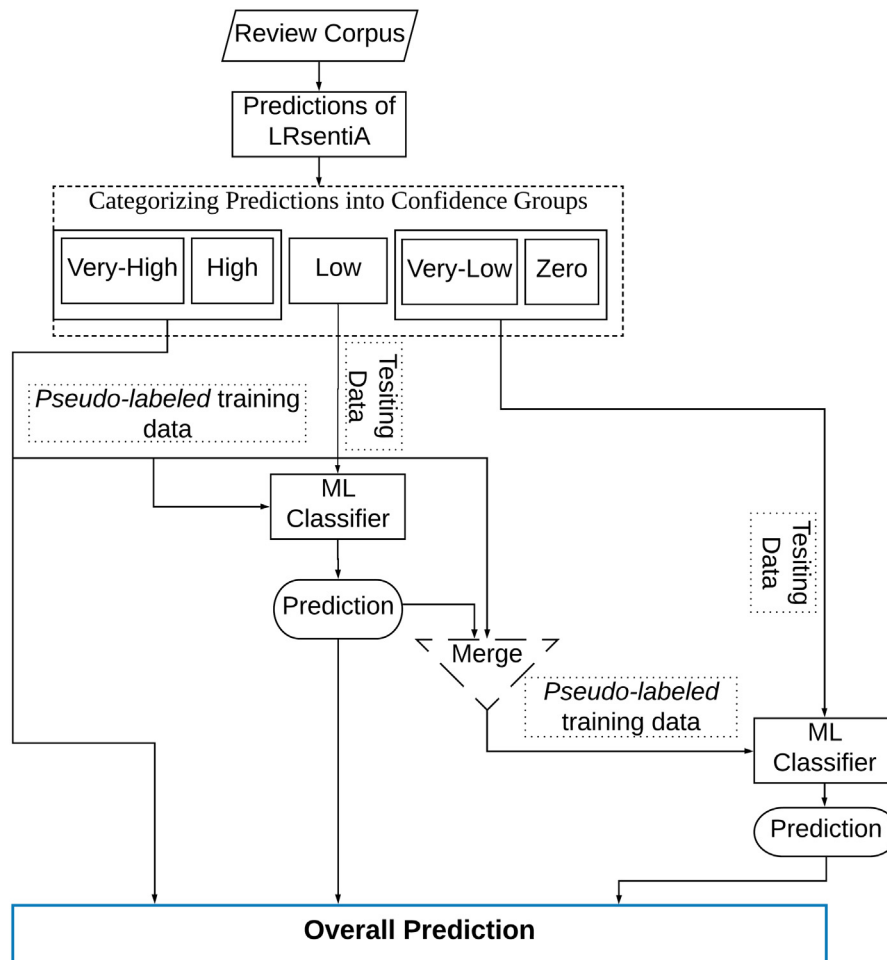 Review Corpus
Predictions of
LRsentiA
Categorizing Predictions into Confidence Groups
Very-High
High
Low
Very-Low
Zero
Pseudo-labeled training
data
Tesiting
Data
ML
Classifier
Prediction
Merge
Tesiting
Data
Pseudo-labeled
training data
ML
Classifier
Prediction
Overall Prediction